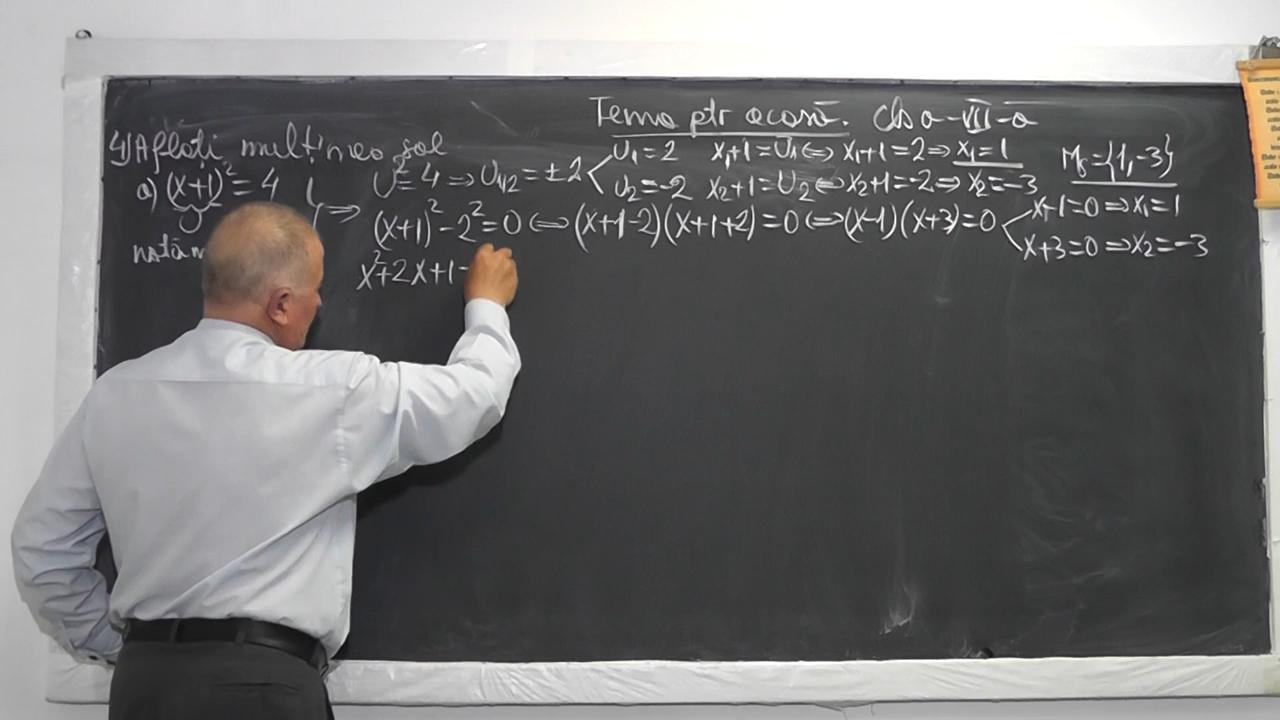 Tema ptr acasă. cls a-VII-a
4) Aflati multimea sol
a) (x+1)² = 4 } ⇒ U² = 4 ⇒ U₁/₂ = ±2 < U₁ = 2 x₁+1 = U₁ ⇔ x₁+1 = 2 ⇒ x₁ = 1
U₂ = -2 x₂+1 = U₂ ⇔ x₂+1 = -2 ⇒ x₂ = -3
M_s = {1, -3}
(x+1)² - 2² = 0 ⇔ (x+1-2)(x+1+2) = 0 ⇔ (x-1)(x+3) = 0 < x+1 = 0 ⇒ x₁ = 1
x+3 = 0 ⇒ x₂ = -3
x² + 2x + 1 =